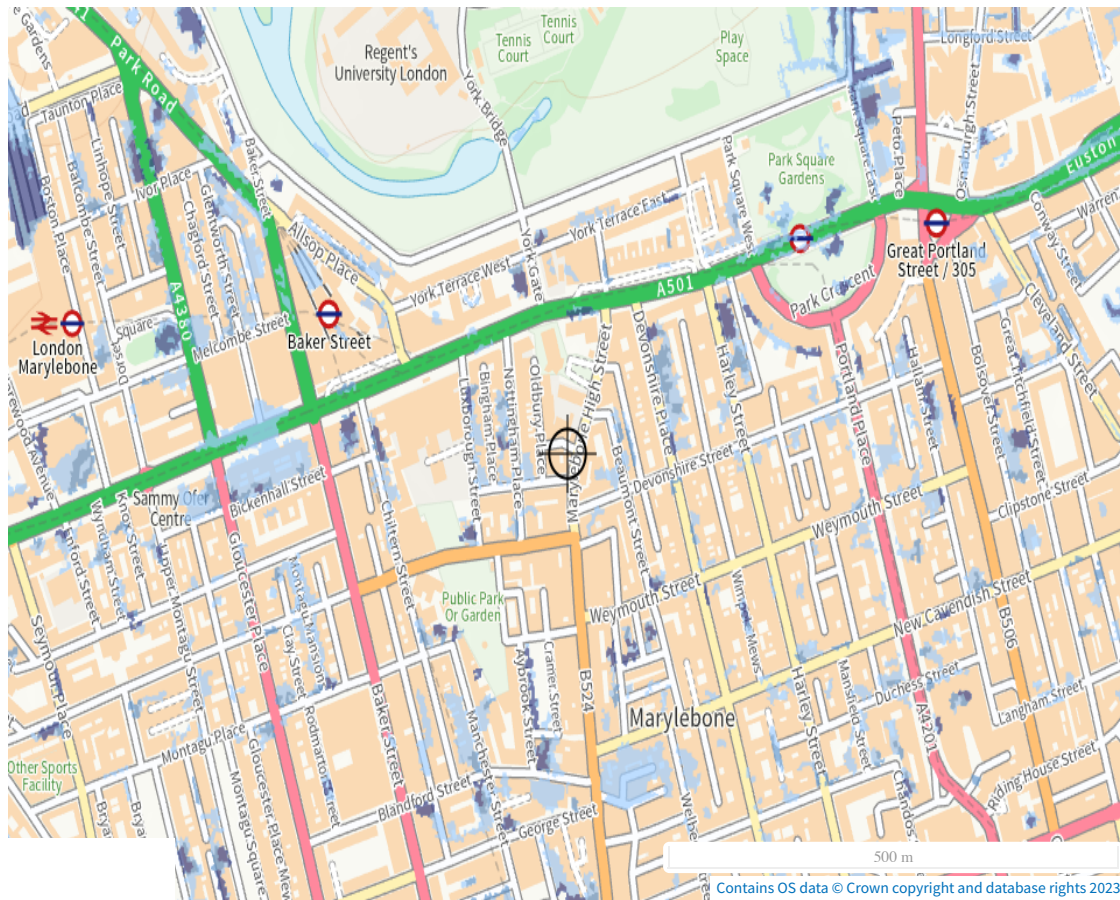 Park Road
Taunton Place
Regent's
University London
Tennis
Court
Tennis
Court
Play
Space
Longford Street
York Bridge
Peto Place
Osnaburgh Street
Euston
Linhope Street
Balcombe Street
Boston Place
Ivor Place
Baker Street
Glenworth Street
Chagford Street
Park Square
Gardens
Park Square West
Park Square East
York Terrace East
York Terrace West
York Gate
Allsop Place
Conway Street
Warren
Great Portland
Street / 305
A501
Park Crescent
A4380
Square
Dorset
Melcombe Street
London
Marylebone
Baker Street
Cleveland Street
Devonshire Place
Harley Street
Portland Place
Hallam Street
Bolsover Street
Great Titchfield Street
Luxborough Street
Bingham Place
Nottingham Place
Oldbury Place
Beaumont Street
Devonshire Street
Sammy Ofer
Centre
Bickenhall Street
Wyndham Street
Knox Street
Upper Montagu Street
Gloucester Place
Chiltern Street
Weymouth Street
Clipstone Street
Seymour Place
Montagu Mansions
Clay Street
Public Park
Or Garden
Weymouth Street
Wimpole Mews
New Cavendish Street
B506
Cramer Street
Aybrook Street
B524
Marylebone
Harley Street
Mansfield Street
Duchess Street
Langham Street
A4201
Riding House Street
Chandos
Baker Street
Manchester Street
Montagu Place
Rodmarton Street
Gloucester Place Mews
Montagu Square
Other Sports
Facility
Blandford Street
George Street
500 m
Contains OS data © Crown copyright and database rights 2023